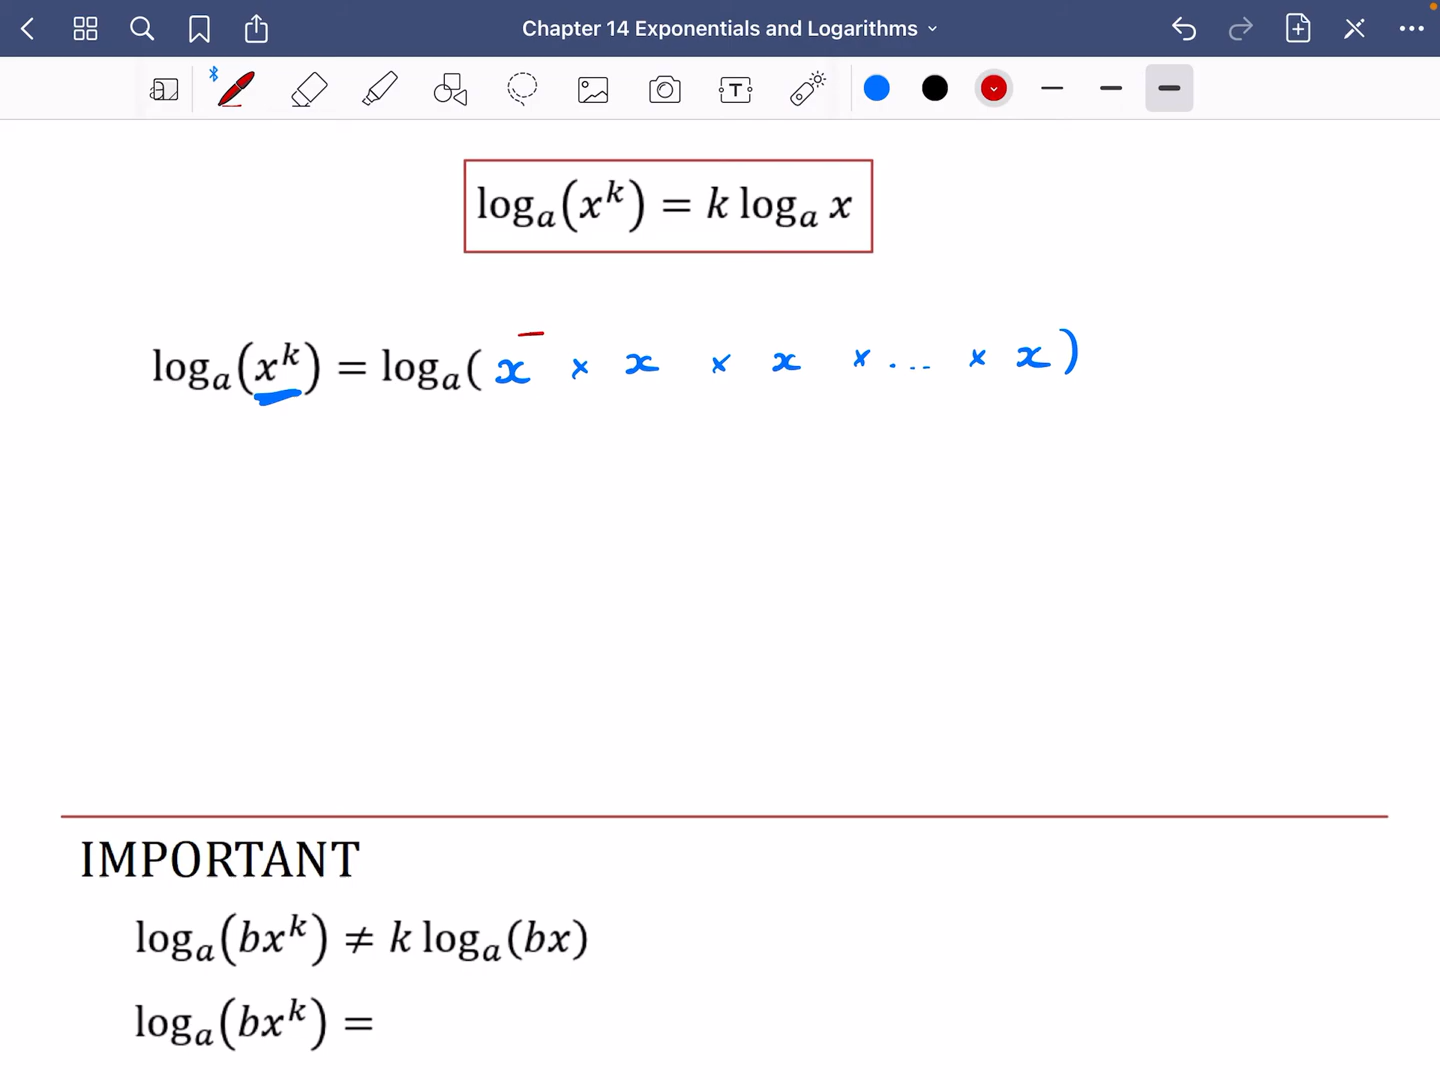 Chapter 14 Exponentials and Logarithms
a
T
logₐ(xᵏ) = k logₐ x
logₐ(xᵏ) = logₐ( x × x × x × ... × x )
IMPORTANT
logₐ(bxᵏ) ≠ k logₐ(bx)
logₐ(bxᵏ) =